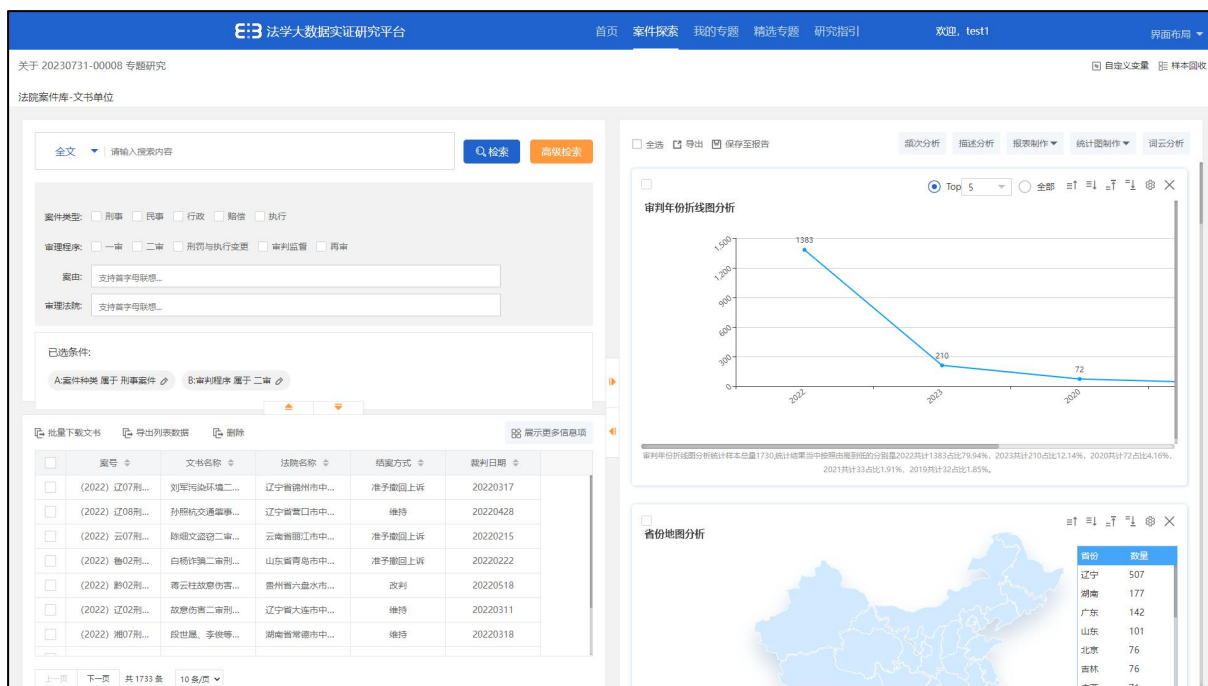 法学大数据实证研究平台 首页 案件探索 我的专题 精选专题 研究指引 欢迎, test1 界面布局
关于 20230731-00008 专题研究 自定义变量 样本回收
法院案件库-文书单位
全文 请输入搜索内容 检索 高级检索
案件类型: 刑事 民事 行政 赔偿 执行
审理程序: 一审 二审 刑罚与执行变更 审判监督 再审
案由: 支持首字母联想...
审理法院: 支持首字母联想...
已选条件:
A:案件种类 属于 刑事案件 B:审判程序 属于 二审
批量下载文书 导出列表数据 删除 展示更多信息项
案号 文书名称 法院名称 结案方式 裁判日期
(2022) 辽07刑... 刘军污染环境二... 辽宁省锦州市中... 准予撤回上诉 20220317
(2022) 辽08刑... 孙照杭交通肇事... 辽宁省营口市中... 维持 20220428
(2022) 云07刑... 陈细文盗窃二审... 云南省丽江市中... 准予撤回上诉 20220215
(2022) 鲁02刑... 白杨诈骗二审刑... 山东省青岛市中... 准予撤回上诉 20220222
(2022) 黔02刑... 蒋云柱故意伤害... 贵州省六盘水市... 改判 20220518
(2022) 辽02刑... 故意伤害二审刑... 辽宁省大连市中... 维持 20220311
(2022) 湘07刑... 段世屬、李俊等... 湖南省常德市中... 维持 20220318
上一页 下一页 共 1733 条 10 条/页
全选 导出 保存至报告 频次分析 描述分析 报表制作 统计图制作 词云分析
Top 5 全部
审判年份折线图分析
1,500
1,200
900
600
300
0
1383
210
72
2022 2023 2020
审判年份折线图分析统计样本总量1730,统计结果当中按照由高到低的分别是2022共计1383占比79.94%、2023共计210占比12.14%、2020共计72占比4.16%、
2021共计33占比1.91%、2019共计32占比1.85%。
省份地图分析
省份 数量
辽宁 507
湖南 177
广东 142
山东 101
北京 76
吉林 76